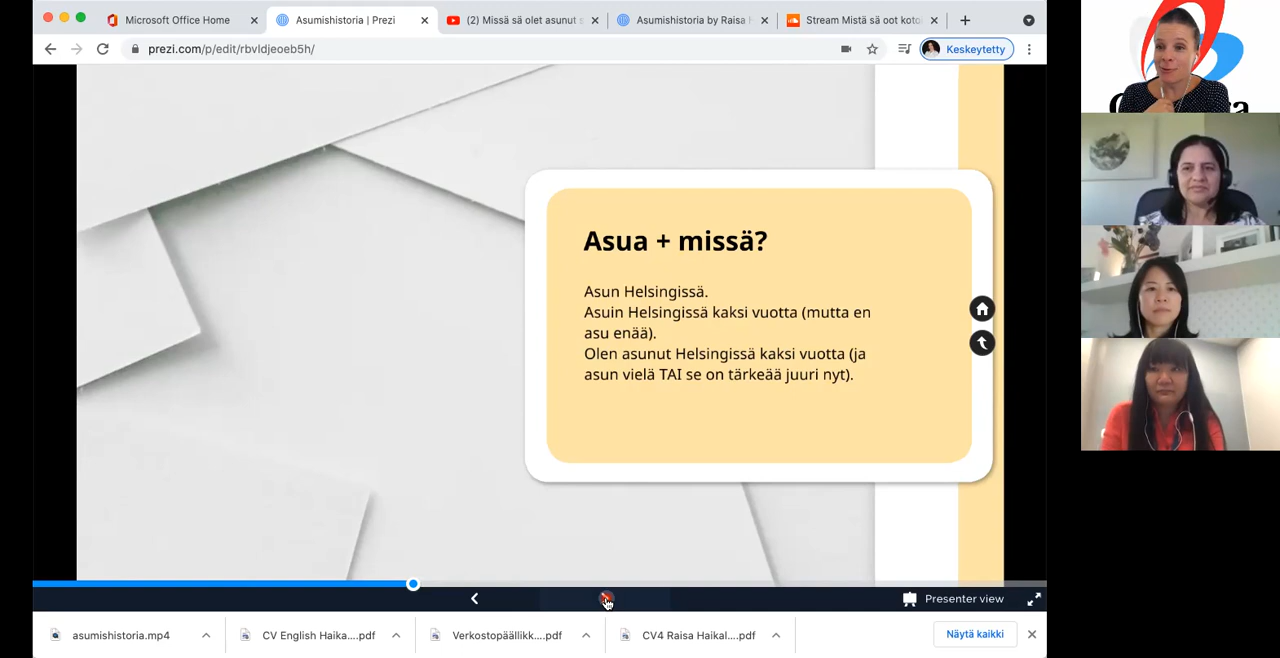 Microsoft Office Home
Asumishistoria | Prezi
(2) Missä sä olet asunut
Asumishistoria by Raisa H
Stream Mistä sä oot koto
prezi.com/p/edit/rbvldjeoeb5h/
Keskeytetty
Asua + missä?
Asun Helsingissä.
Asuin Helsingissä kaksi vuotta (mutta en
asu enää).
Olen asunut Helsingissä kaksi vuotta (ja
asun vielä TAI se on tärkeää juuri nyt).
Presenter view
asumishistoria.mp4
CV English Haika....pdf
Verkostopäällikk....pdf
CV4 Raisa Haikal....pdf
Näytä kaikki